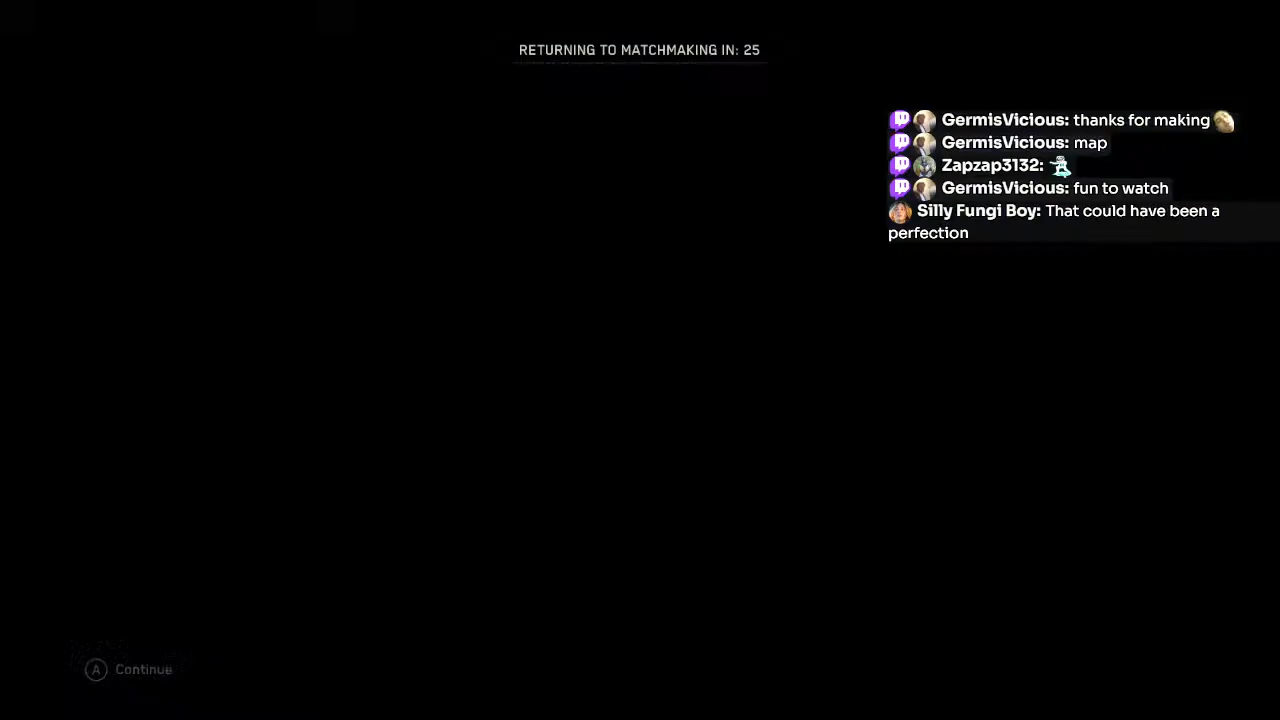 RETURNING TO MATCHMAKING IN: 25
GermisVicious: thanks for making
GermisVicious: map
Zapzap3132:
GermisVicious: fun to watch
Silly Fungi Boy: That could have been a
perfection
A Continue